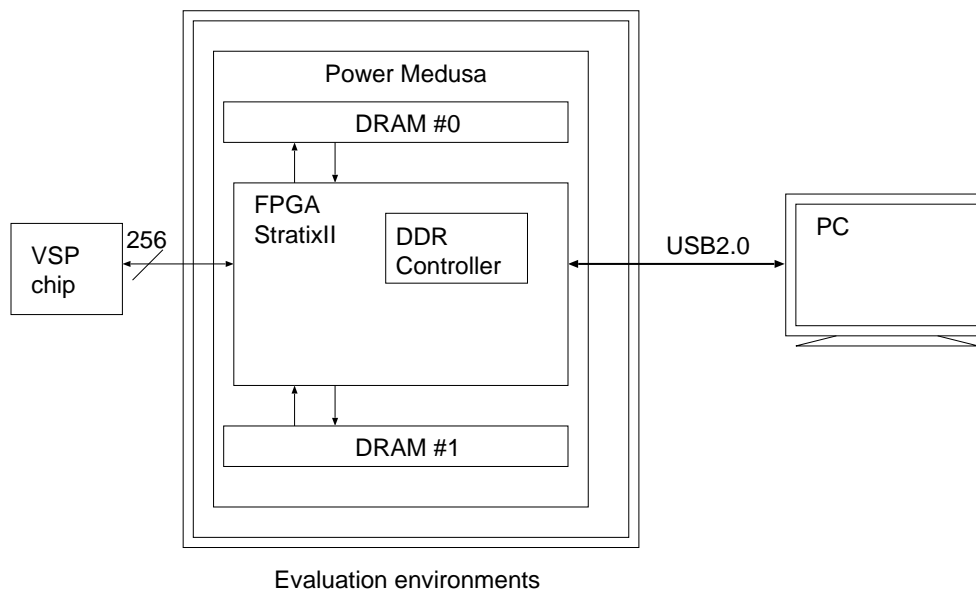 Power Medusa
DRAM #0
FPGA
StratixII
DDR
Controller
VSP
chip
256
USB2.0
PC
DRAM #1
Evaluation environments